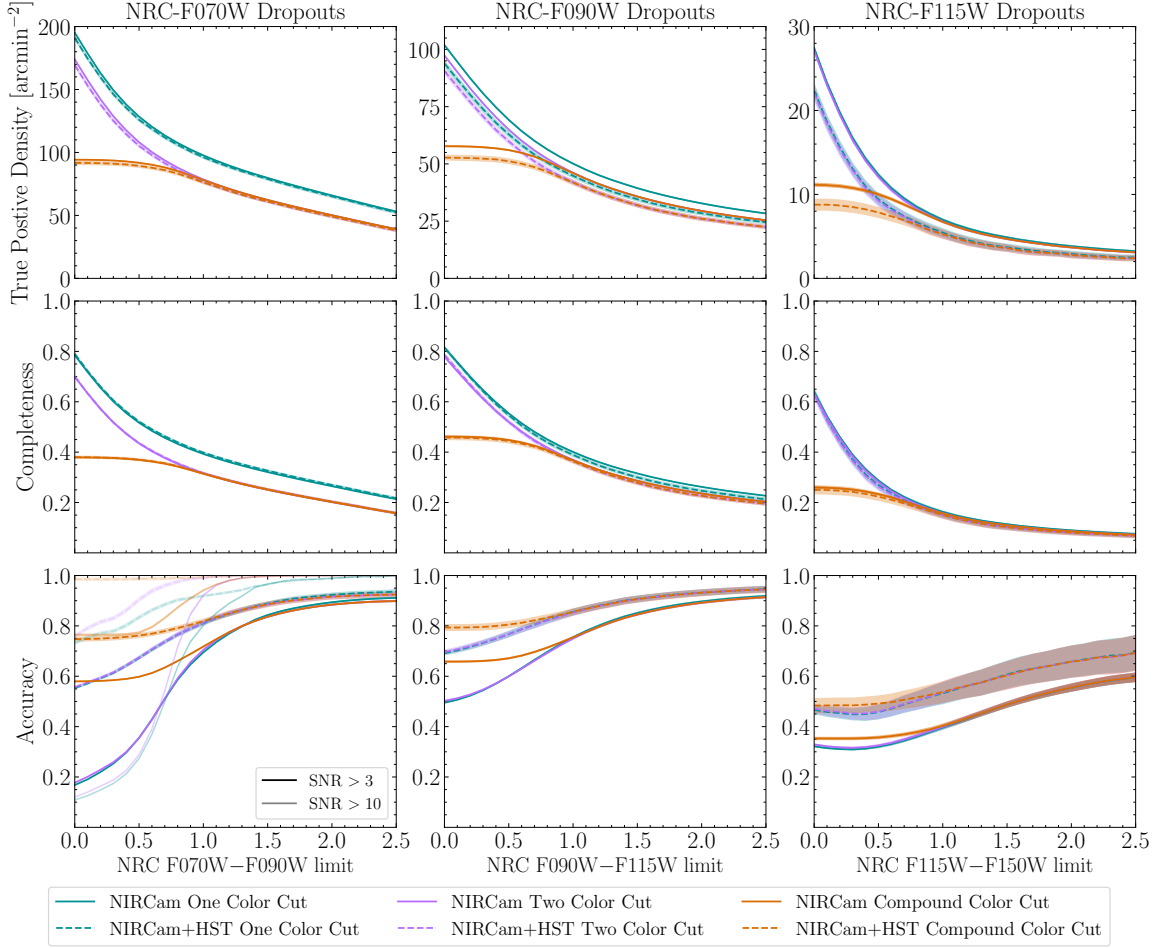 NRC-F070W Dropouts NRC-F090W Dropouts NRC-F115W Dropouts
True Postive Density [arcmin⁻²]
200 100 30
150 75 20
100 50
50 25 10
0 0 0
Completeness
1.0 1.0 1.0
0.8 0.8 0.8
0.6 0.6 0.6
0.4 0.4 0.4
0.2 0.2 0.2
Accuracy
1.0 1.0 1.0
0.8 0.8 0.8
0.6 0.6 0.6
0.4 0.4 0.4
0.2 0.2 0.2
SNR > 3
SNR > 10
0.0 0.5 1.0 1.5 2.0 2.5 0.0 0.5 1.0 1.5 2.0 2.5 0.0 0.5 1.0 1.5 2.0 2.5
NRC F070W−F090W limit NRC F090W−F115W limit NRC F115W−F150W limit
NIRCam One Color Cut NIRCam Two Color Cut NIRCam Compound Color Cut
NIRCam+HST One Color Cut NIRCam+HST Two Color Cut NIRCam+HST Compound Color Cut